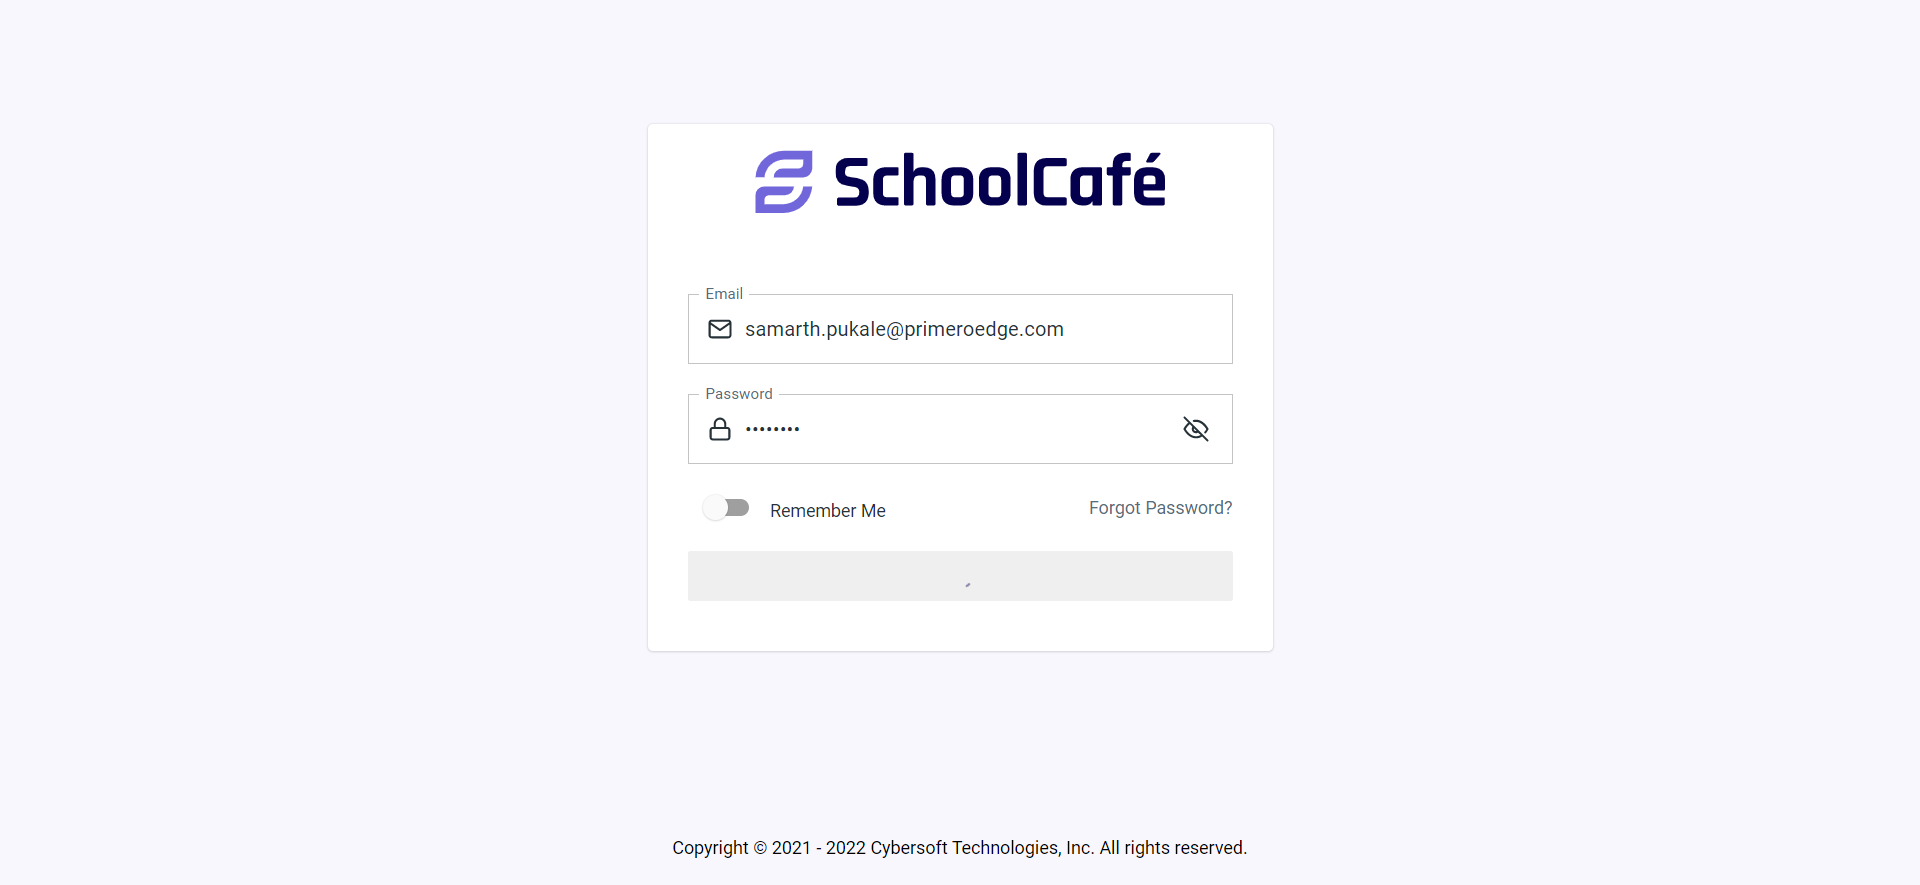 SchoolCafé
Email
samarth.pukale@primeroedge.com
Password
••••••••
Remember Me
Forgot Password?
Copyright © 2021 - 2022 Cybersoft Technologies, Inc. All rights reserved.